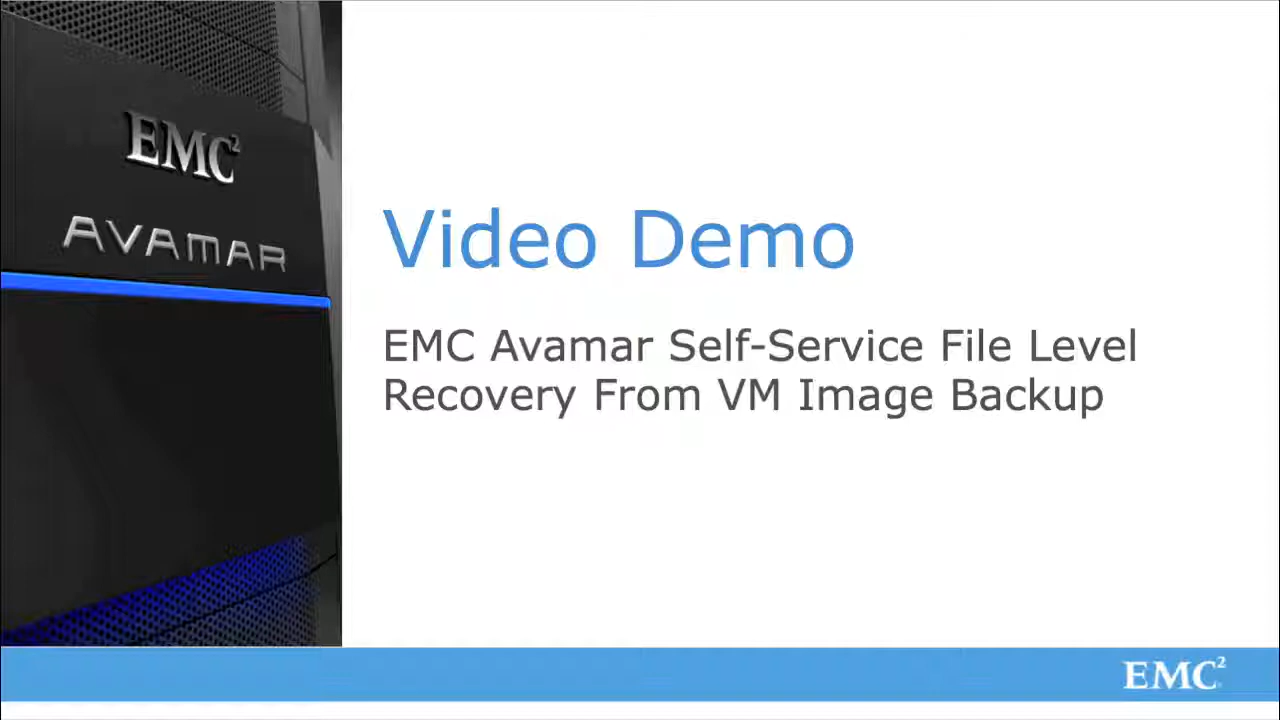 EMC²
AVAMAR
Video Demo
EMC Avamar Self-Service File Level
Recovery From VM Image Backup
EMC²